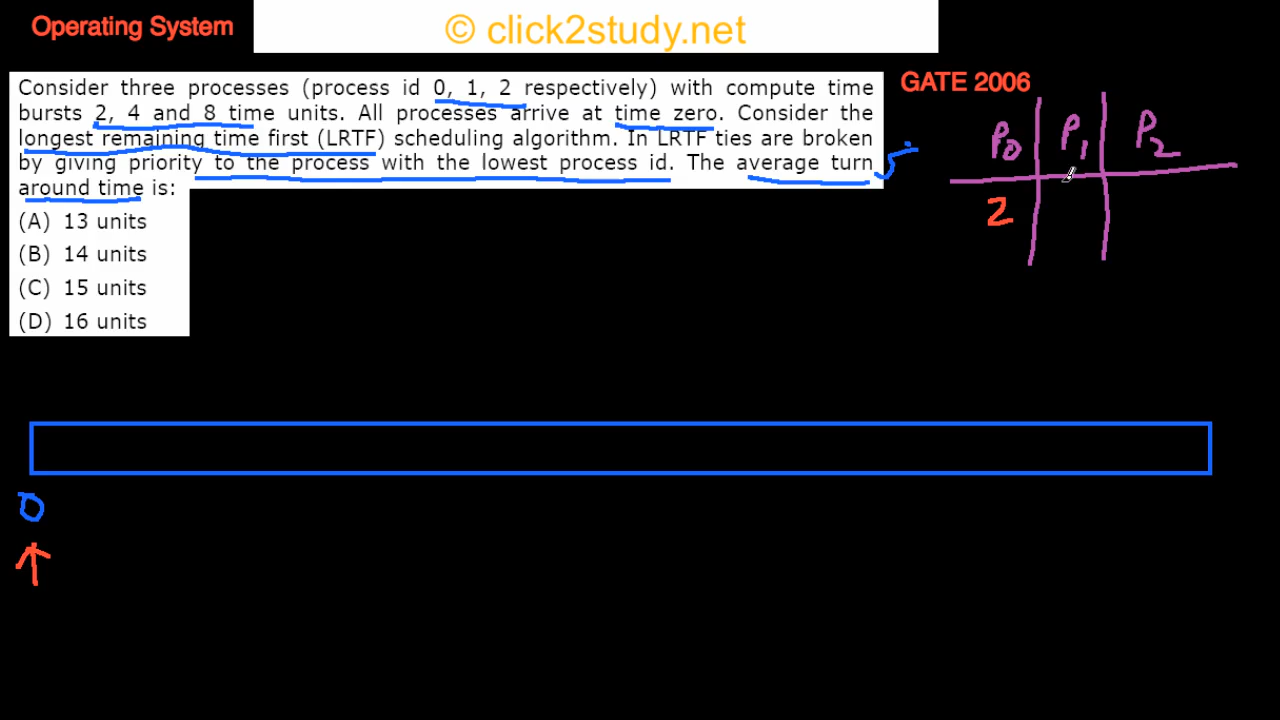 Operating System
© click2study.net
Consider three processes (process id 0, 1, 2 respectively) with compute time
bursts 2, 4 and 8 time units. All processes arrive at time zero. Consider the
longest remaining time first (LRTF) scheduling algorithm. In LRTF ties are broken
by giving priority to the process with the lowest process id. The average turn
around time is:
(A) 13 units
(B) 14 units
(C) 15 units
(D) 16 units
GATE 2006
P0 P1 P2
2
0